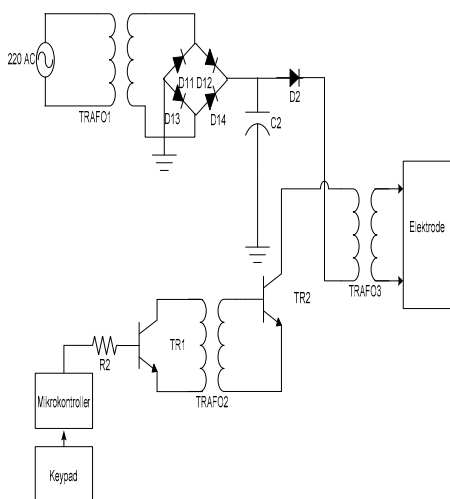 220 AC
D11
D12
D2
TRAFO1
D13
D14
C2
Elektrode
TRAFO3
TR2
TR1
R2
TRAFO2
Mikrokontroller
Keypad